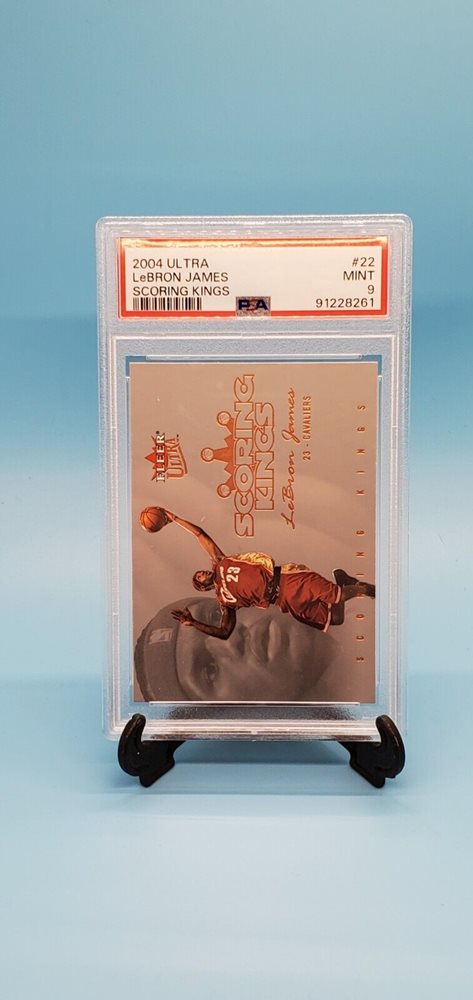 2004 ULTRA #22
LeBRON JAMES MINT
SCORING KINGS 9
PSA 91228261
FLEER
ULTRA
SCORING
KINGS
LeBron James
23 - CAVALIERS
SCORING KINGS
23